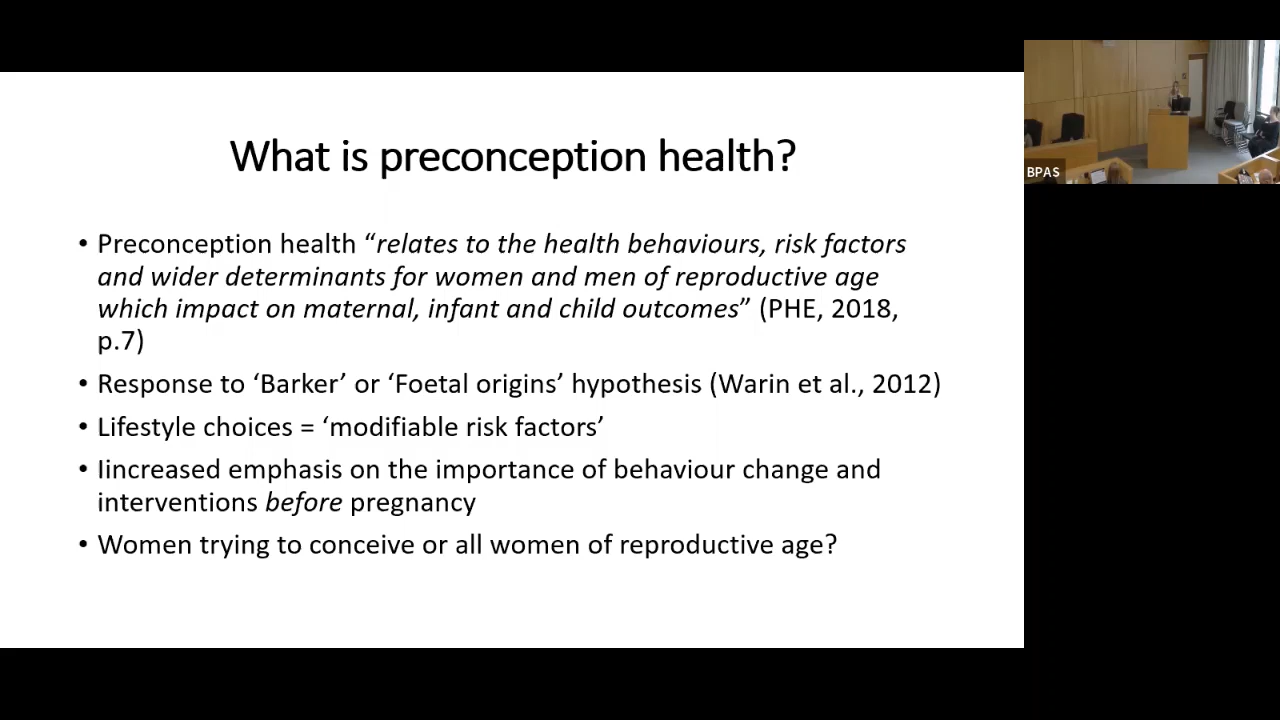 What is preconception health?
• Preconception health “relates to the health behaviours, risk factors
and wider determinants for women and men of reproductive age
which impact on maternal, infant and child outcomes” (PHE, 2018,
p.7)
• Response to ‘Barker’ or ‘Foetal origins’ hypothesis (Warin et al., 2012)
• Lifestyle choices = ‘modifiable risk factors’
• Iincreased emphasis on the importance of behaviour change and
interventions before pregnancy
• Women trying to conceive or all women of reproductive age?
BPAS